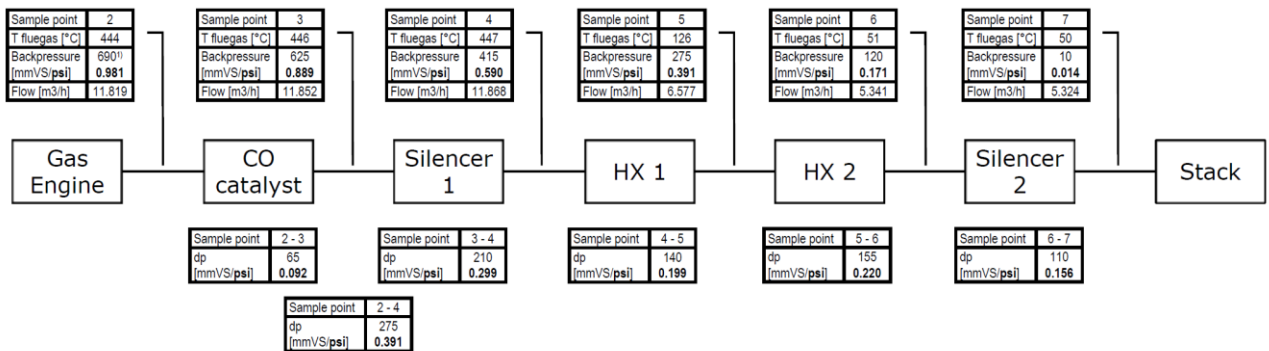 Sample point 2
T fluegas [°C] 444
Backpressure 690¹⁾
[mmVS/psi] 0.981
Flow [m3/h] 11.819
Sample point 3
T fluegas [°C] 446
Backpressure 625
[mmVS/psi] 0.889
Flow [m3/h] 11.852
Sample point 4
T fluegas [°C] 447
Backpressure 415
[mmVS/psi] 0.590
Flow [m3/h] 11.868
Sample point 5
T fluegas [°C] 126
Backpressure 275
[mmVS/psi] 0.391
Flow [m3/h] 6.577
Sample point 6
T fluegas [°C] 51
Backpressure 120
[mmVS/psi] 0.171
Flow [m3/h] 5.341
Sample point 7
T fluegas [°C] 50
Backpressure 10
[mmVS/psi] 0.014
Flow [m3/h] 5.324
Gas
Engine
CO
catalyst
Silencer
1
HX 1
HX 2
Silencer
2
Stack
Sample point 2 - 3
dp 65
[mmVS/psi] 0.092
Sample point 3 - 4
dp 210
[mmVS/psi] 0.299
Sample point 4 - 5
dp 140
[mmVS/psi] 0.199
Sample point 5 - 6
dp 155
[mmVS/psi] 0.220
Sample point 6 - 7
dp 110
[mmVS/psi] 0.156
Sample point 2 - 4
dp 275
[mmVS/psi] 0.391